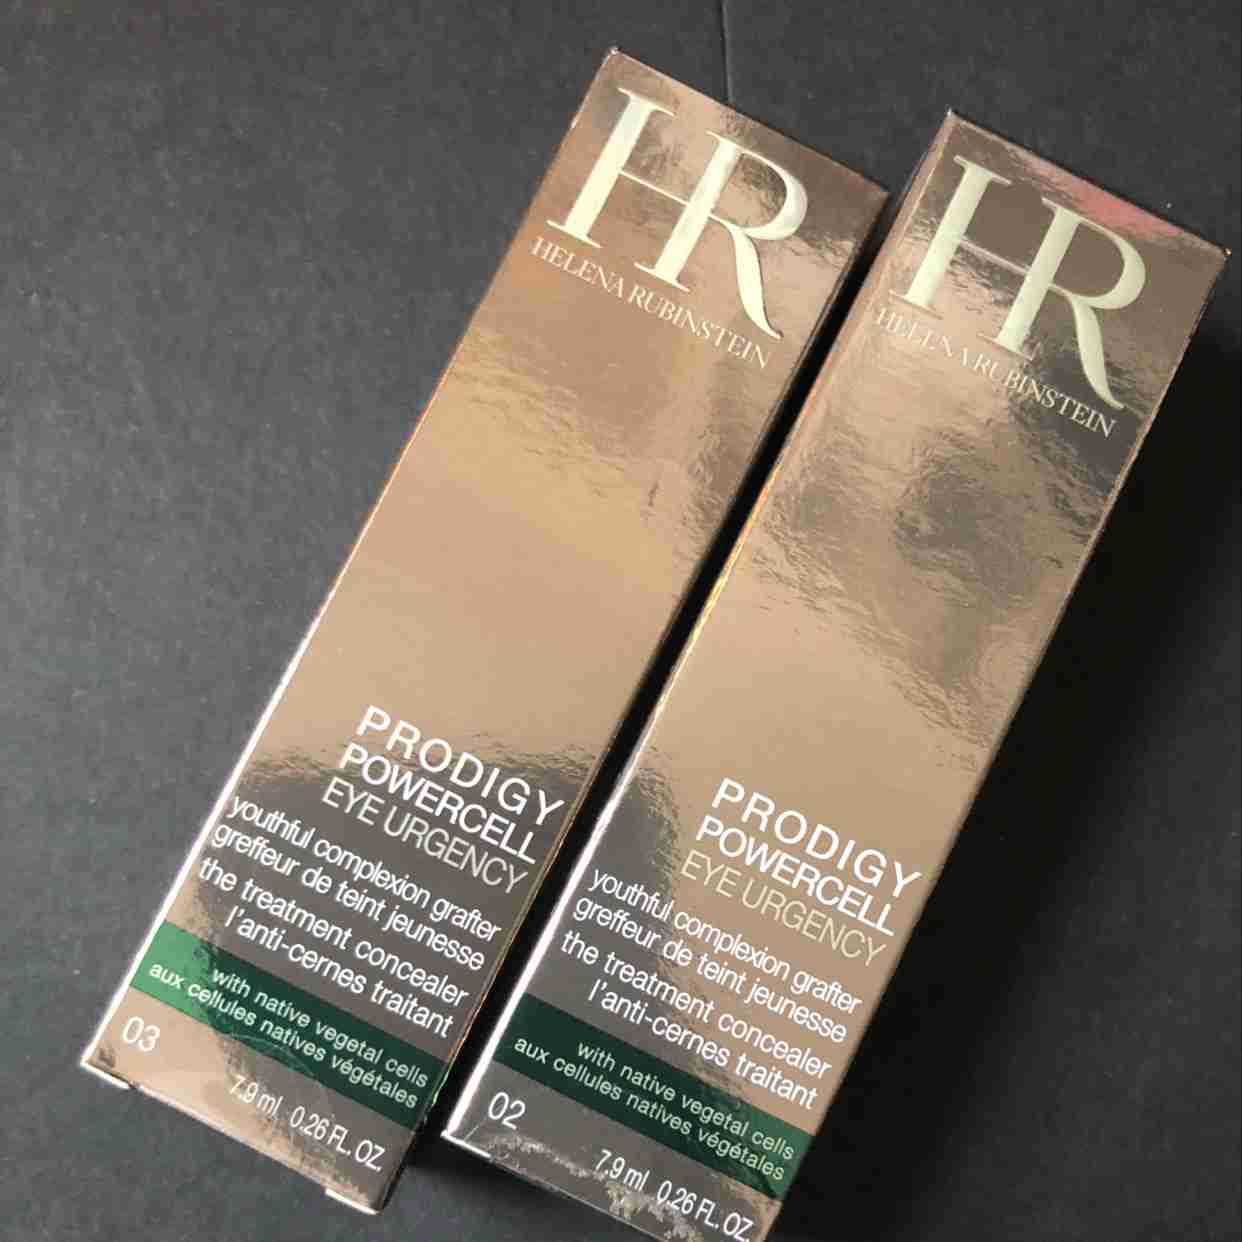 HR
HELENA RUBINSTEIN
PRODIGY
POWERCELL
EYE URGENCY
youthful complexion grafter
greffeur de teint jeunesse
the treatment concealer
l'anti-cernes traitant
with native vegetal cells
aux cellules natives végétales
03
7.9 ml 0.26 FL. OZ.
HR
HELENA RUBINSTEIN
PRODIGY
POWERCELL
EYE URGENCY
youthful complexion grafter
greffeur de teint jeunesse
the treatment concealer
l'anti-cernes traitant
with native vegetal cells
aux cellules natives végétales
02
7.9 ml 0.26 FL. OZ.